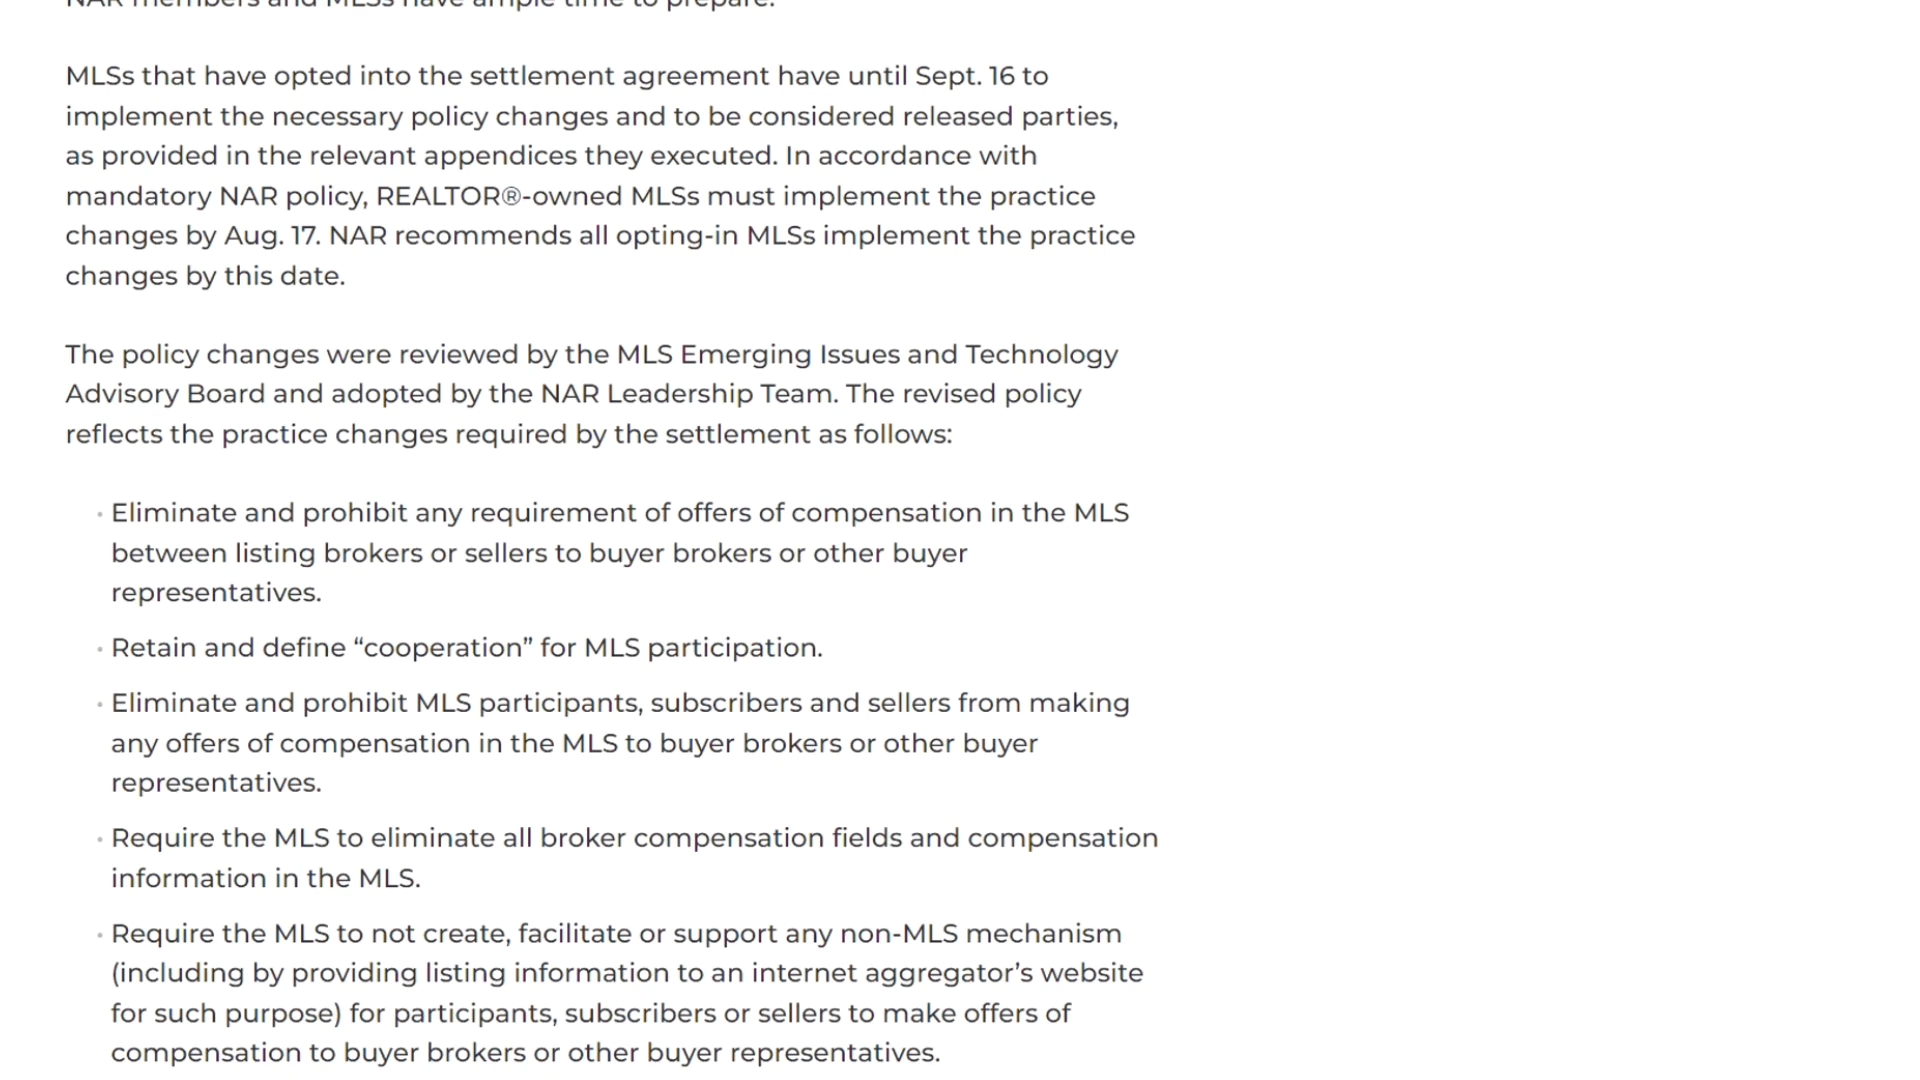 NAR members and MLSs have ample time to prepare.
MLSs that have opted into the settlement agreement have until Sept. 16 to
implement the necessary policy changes and to be considered released parties,
as provided in the relevant appendices they executed. In accordance with
mandatory NAR policy, REALTOR®-owned MLSs must implement the practice
changes by Aug. 17. NAR recommends all opting-in MLSs implement the practice
changes by this date.
The policy changes were reviewed by the MLS Emerging Issues and Technology
Advisory Board and adopted by the NAR Leadership Team. The revised policy
reflects the practice changes required by the settlement as follows:
• Eliminate and prohibit any requirement of offers of compensation in the MLS
between listing brokers or sellers to buyer brokers or other buyer
representatives.
• Retain and define “cooperation” for MLS participation.
• Eliminate and prohibit MLS participants, subscribers and sellers from making
any offers of compensation in the MLS to buyer brokers or other buyer
representatives.
• Require the MLS to eliminate all broker compensation fields and compensation
information in the MLS.
• Require the MLS to not create, facilitate or support any non-MLS mechanism
(including by providing listing information to an internet aggregator’s website
for such purpose) for participants, subscribers or sellers to make offers of
compensation to buyer brokers or other buyer representatives.